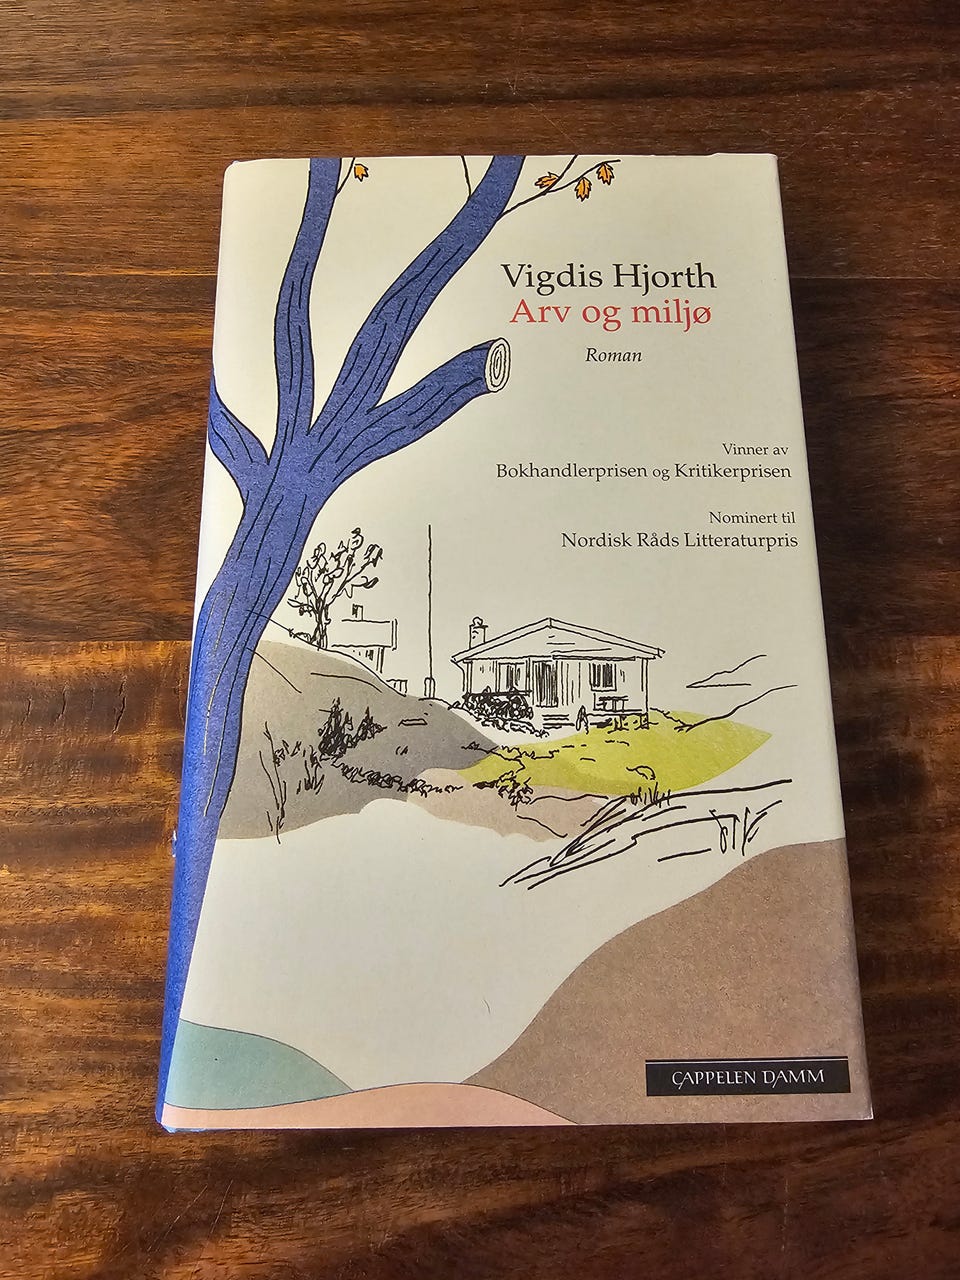 Vigdis Hjorth
Arv og miljø
Roman
Vinner av
Bokhandlerprisen og Kritikerprisen
Nominert til
Nordisk Råds Litteraturpris
CAPPELEN DAMM